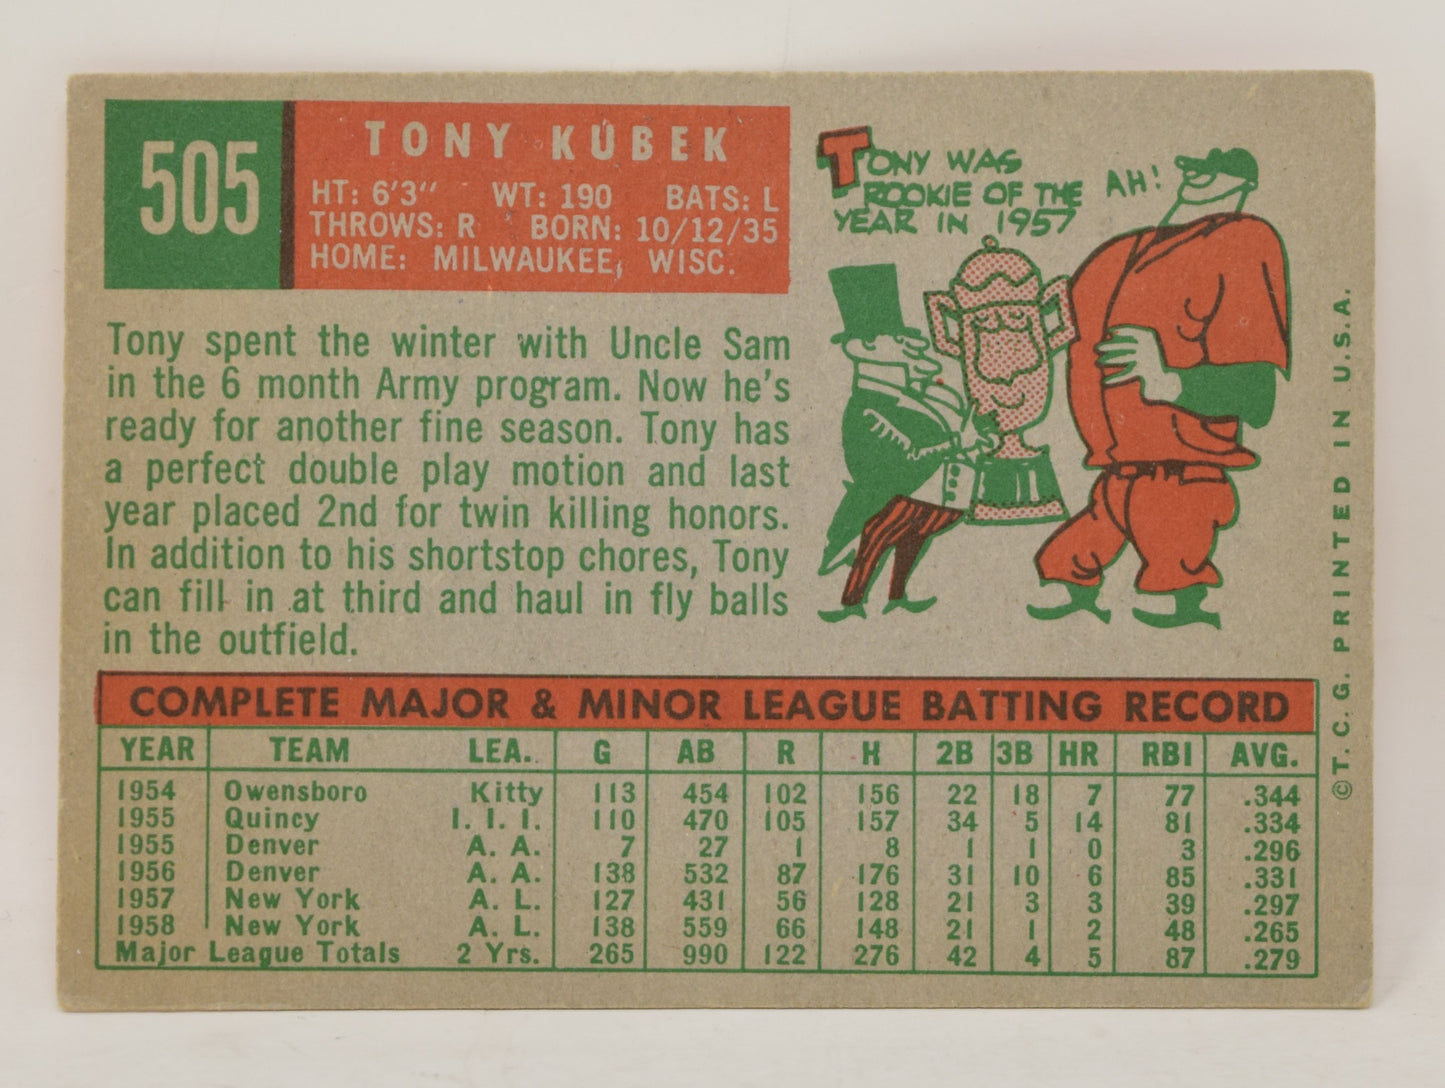 505
TONY KUBEK
HT: 6'3" WT: 190 BATS: L
THROWS: R BORN: 10/12/35
HOME: MILWAUKEE, WISC.
TONY WAS
ROOKIE OF THE
YEAR IN 1957
AH!
Tony spent the winter with Uncle Sam
in the 6 month Army program. Now he's
ready for another fine season. Tony has
a perfect double play motion and last
year placed 2nd for twin killing honors.
In addition to his shortstop chores, Tony
can fill in at third and haul in fly balls
in the outfield.
COMPLETE MAJOR & MINOR LEAGUE BATTING RECORD
YEAR TEAM LEA. G AB R H 2B 3B HR RBI AVG.
1954 Owensboro Kitty 113 454 102 156 22 18 7 77 .344
1955 Quincy I. I. I. 110 470 105 157 34 5 14 81 .334
1955 Denver A. A. 7 27 1 8 1 1 0 3 .296
1956 Denver A. A. 138 532 87 176 31 10 6 85 .331
1957 New York A. L. 127 431 56 128 21 3 3 39 .297
1958 New York A. L. 138 559 66 148 21 1 2 48 .265
Major League Totals 2 Yrs. 265 990 122 276 42 4 5 87 .279
©T. C. G. PRINTED IN U.S.A.